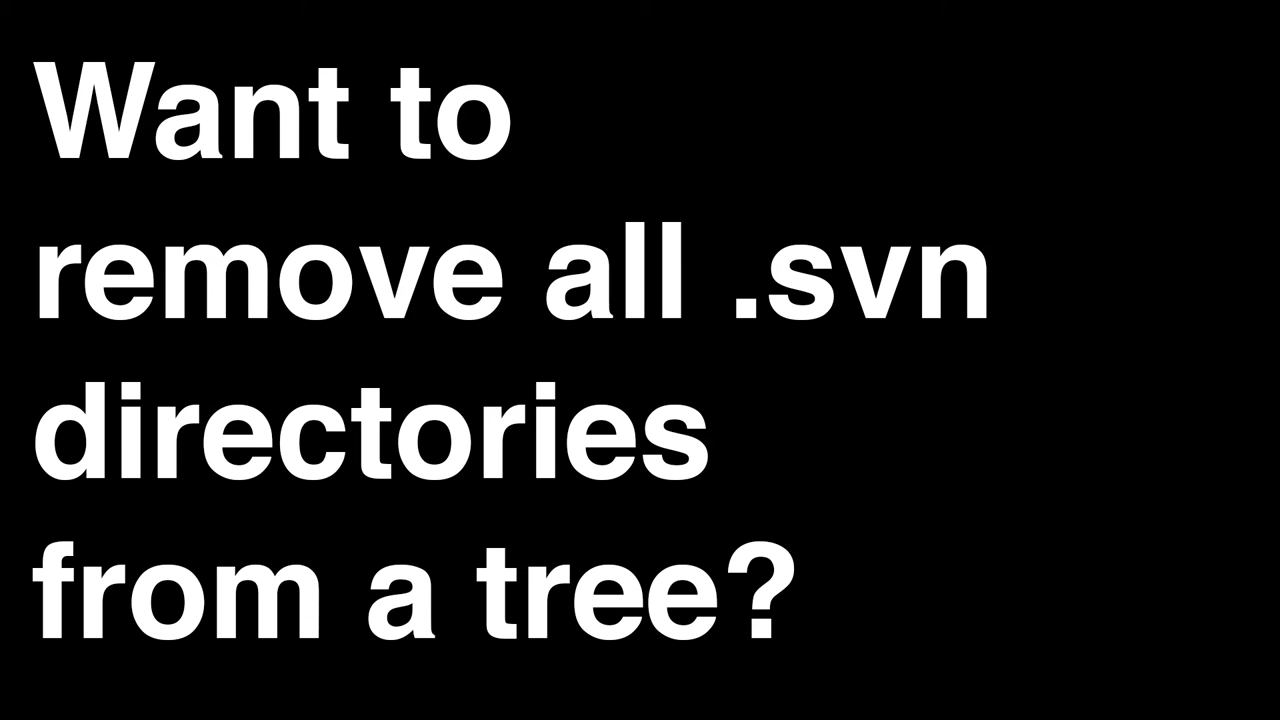 Want to
remove all .svn
directories
from a tree?